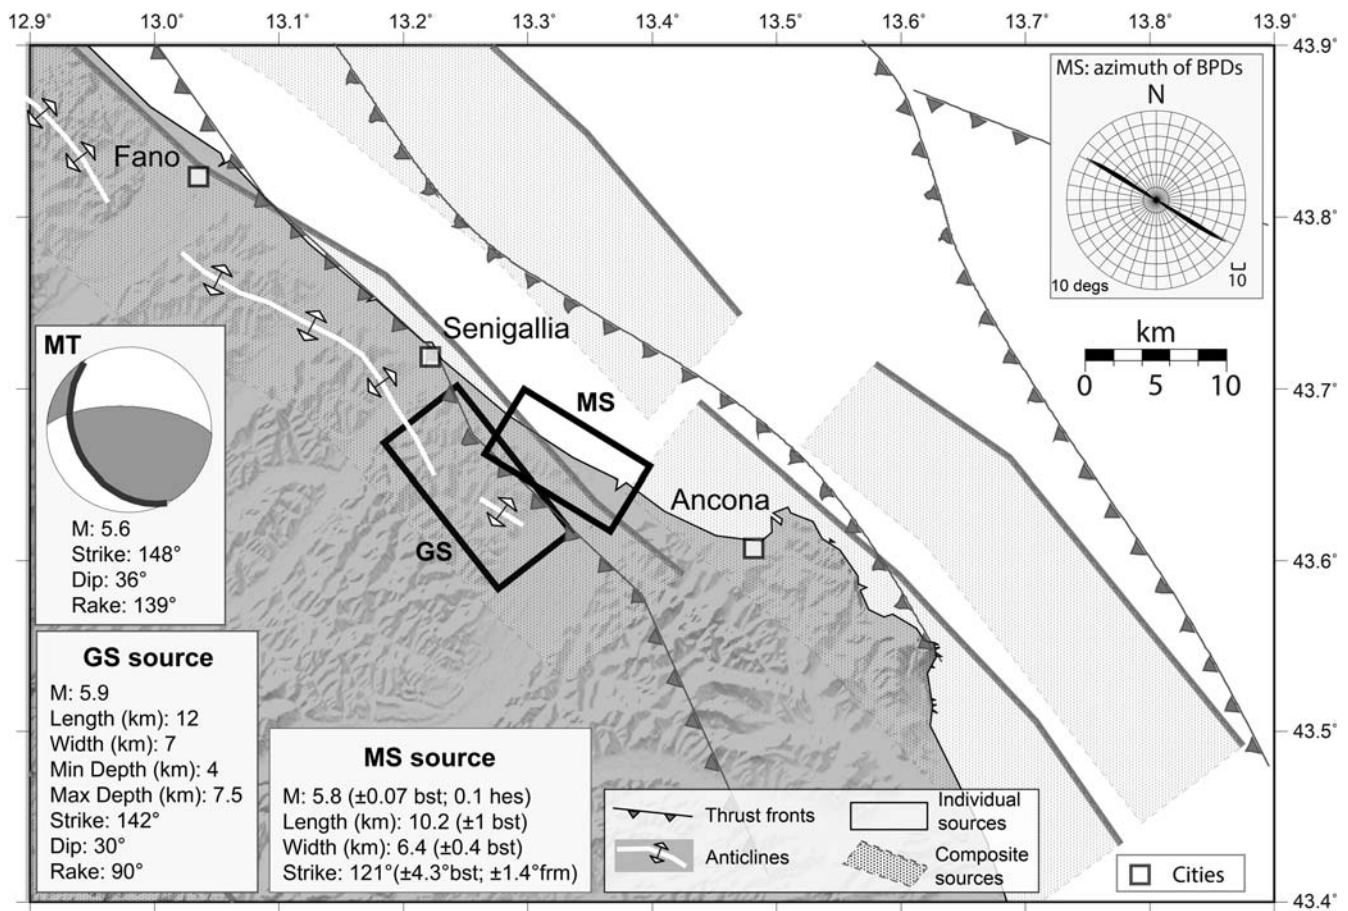 12.9° 13.0° 13.1° 13.2° 13.3° 13.4° 13.5° 13.6° 13.7° 13.8° 13.9°
43.9°
MS: azimuth of BPDs
N
10 degs
10
Fano
43.8°
Senigallia
km
0 5 10
MT
M: 5.6
Strike: 148°
Dip: 36°
Rake: 139°
43.7°
MS
Ancona
GS
43.6°
GS source
M: 5.9
Length (km): 12
Width (km): 7
Min Depth (km): 4
Max Depth (km): 7.5
Strike: 142°
Dip: 30°
Rake: 90°
43.5°
MS source
M: 5.8 (±0.07 bst; 0.1 hes)
Length (km): 10.2 (±1 bst)
Width (km): 6.4 (±0.4 bst)
Strike: 121°(±4.3°bst; ±1.4°frm)
Thrust fronts
Anticlines
Individual
sources
Composite
sources
Cities
43.4°